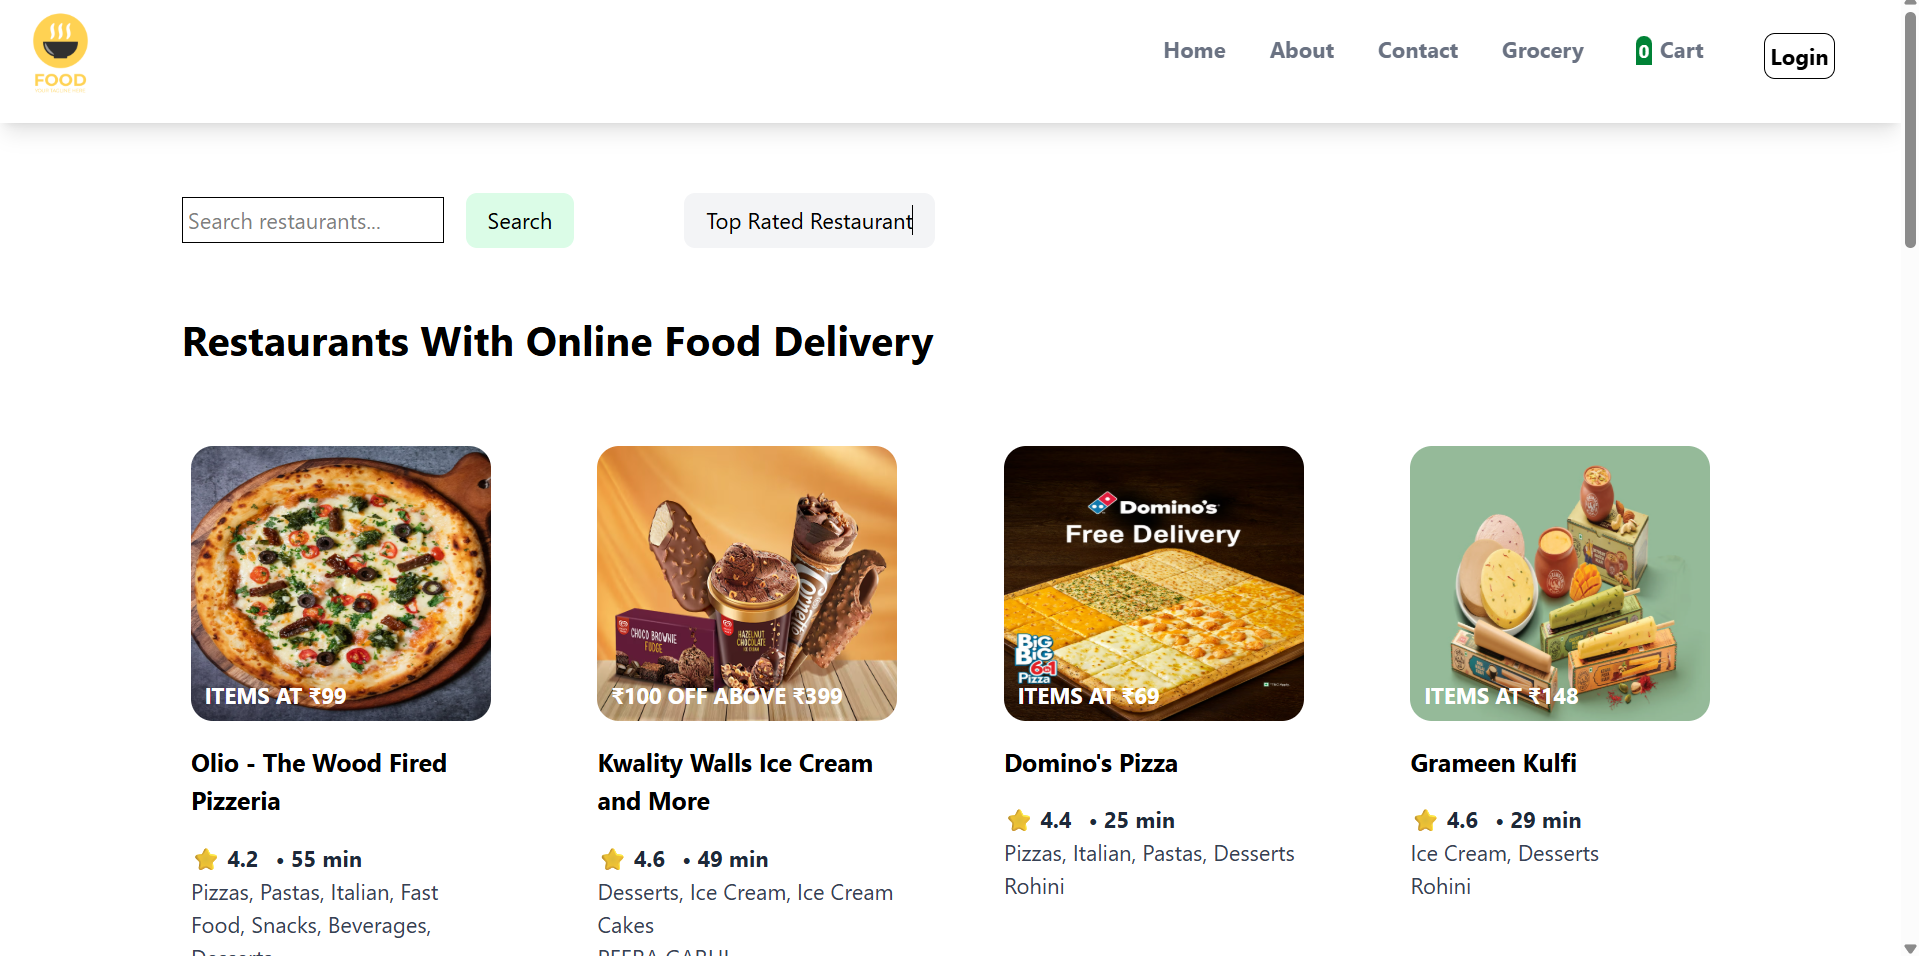 FOOD
Home About Contact Grocery 0 Cart Login
Search restaurants...
Search
Top Rated Restaurant
Restaurants With Online Food Delivery
ITEMS AT ₹99
Olio - The Wood Fired
Pizzeria
4.2 • 55 min
Pizzas, Pastas, Italian, Fast
Food, Snacks, Beverages,
Desserts
CHOCO BROWNIE
FUDGE
HAZELNUT
CHOCOLATE
₹100 OFF ABOVE ₹399
Kwality Walls Ice Cream
and More
4.6 • 49 min
Desserts, Ice Cream, Ice Cream
Cakes
Domino's
Free Delivery
BIG
BIG
6in1
Pizza
ITEMS AT ₹69
Domino's Pizza
4.4 • 25 min
Pizzas, Italian, Pastas, Desserts
Rohini
ITEMS AT ₹148
Grameen Kulfi
4.6 • 29 min
Ice Cream, Desserts
Rohini